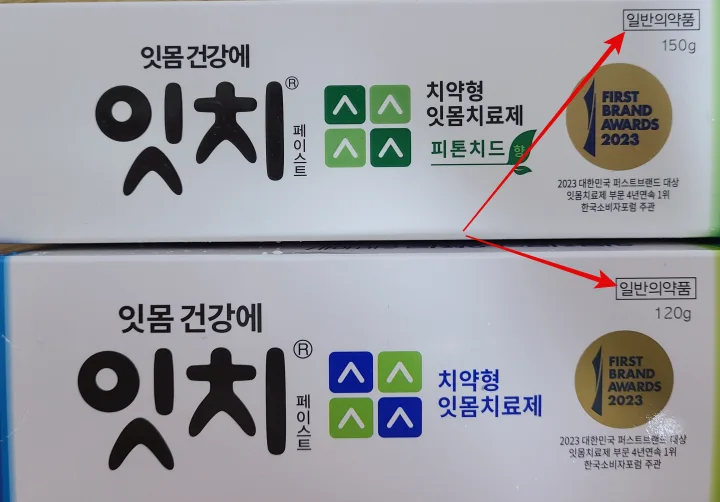 잇몸 건강에
잇치®
페이스트
치약형
잇몸치료제
피톤치드 향
일반의약품
150g
FIRST
BRAND
AWARDS
2023
2023 대한민국 퍼스트브랜드 대상
잇몸치료제 부문 4년연속 1위
한국소비자포럼 주관
잇몸 건강에
잇치®
페이스트
치약형
잇몸치료제
일반의약품
120g
FIRST
BRAND
AWARDS
2023
2023 대한민국 퍼스트브랜드 대상
잇몸치료제 부문 4년연속 1위
한국소비자포럼 주관